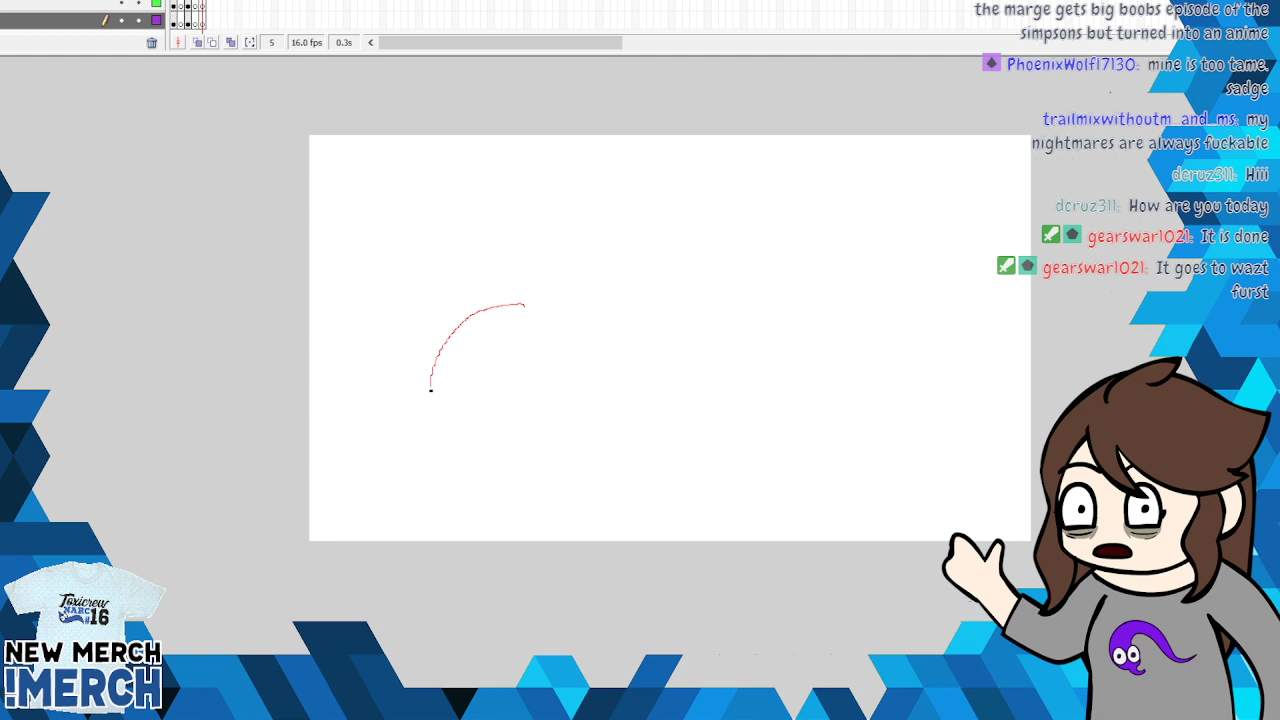 the marge gets big boobs episode of the
simpsons but turned into an anime
PhoenixWolf17130: mine is too tame.
sadge
trailmixwithoutm_and_ms: my
nightmares are always fuckable
dcruz311: Hiii
dcruz311: How are you today
gearswar1021: It is done
gearswar1021: It goes to wazt
furst
5 16.0 fps 0.3s
Toxicrew
NARC
#16
NEW MERCH
!MERCH